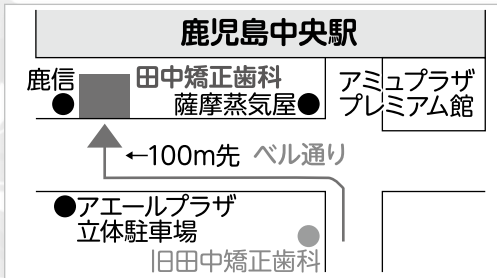 鹿児島中央駅
鹿信
田中矯正歯科
薩摩蒸気屋
アミュプラザ
プレミアム館
←100m先 ベル通り
アエールプラザ
立体駐車場
旧田中矯正歯科